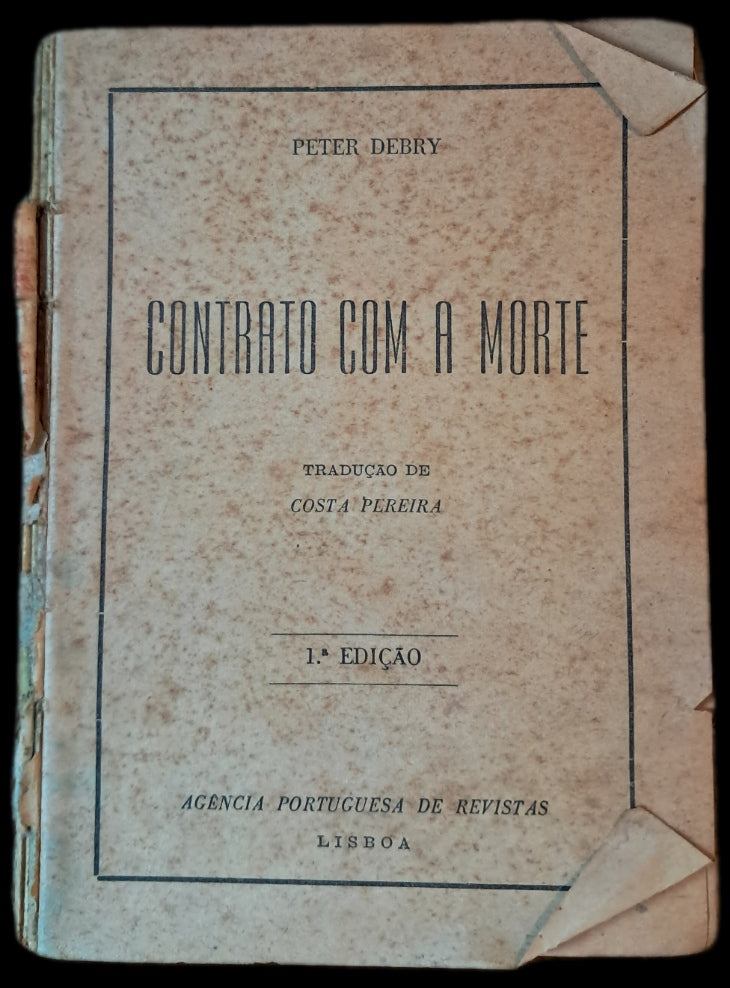 PETER DEBRY
CONTRATO COM A MORTE
TRADUÇÃO DE
COSTA PEREIRA
1.ª EDIÇÃO
AGÊNCIA PORTUGUESA DE REVISTAS
LISBOA